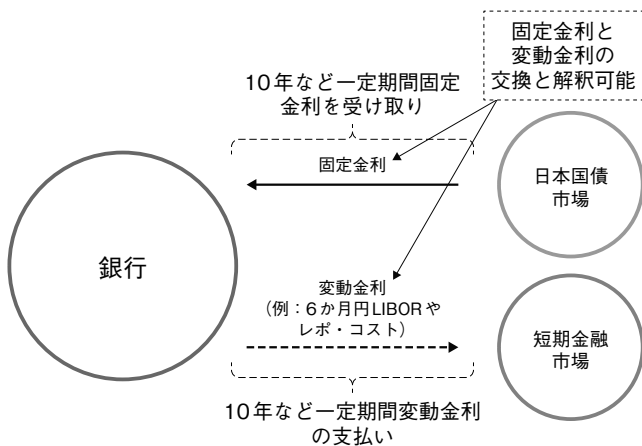 固定金利と
変動金利の
交換と解釈可能
10年など一定期間固定
金利を受け取り
固定金利
日本国債
市場
銀行
変動金利
(例:6か月円LIBORや
レポ・コスト)
短期金融
市場
10年など一定期間変動金利
の支払い